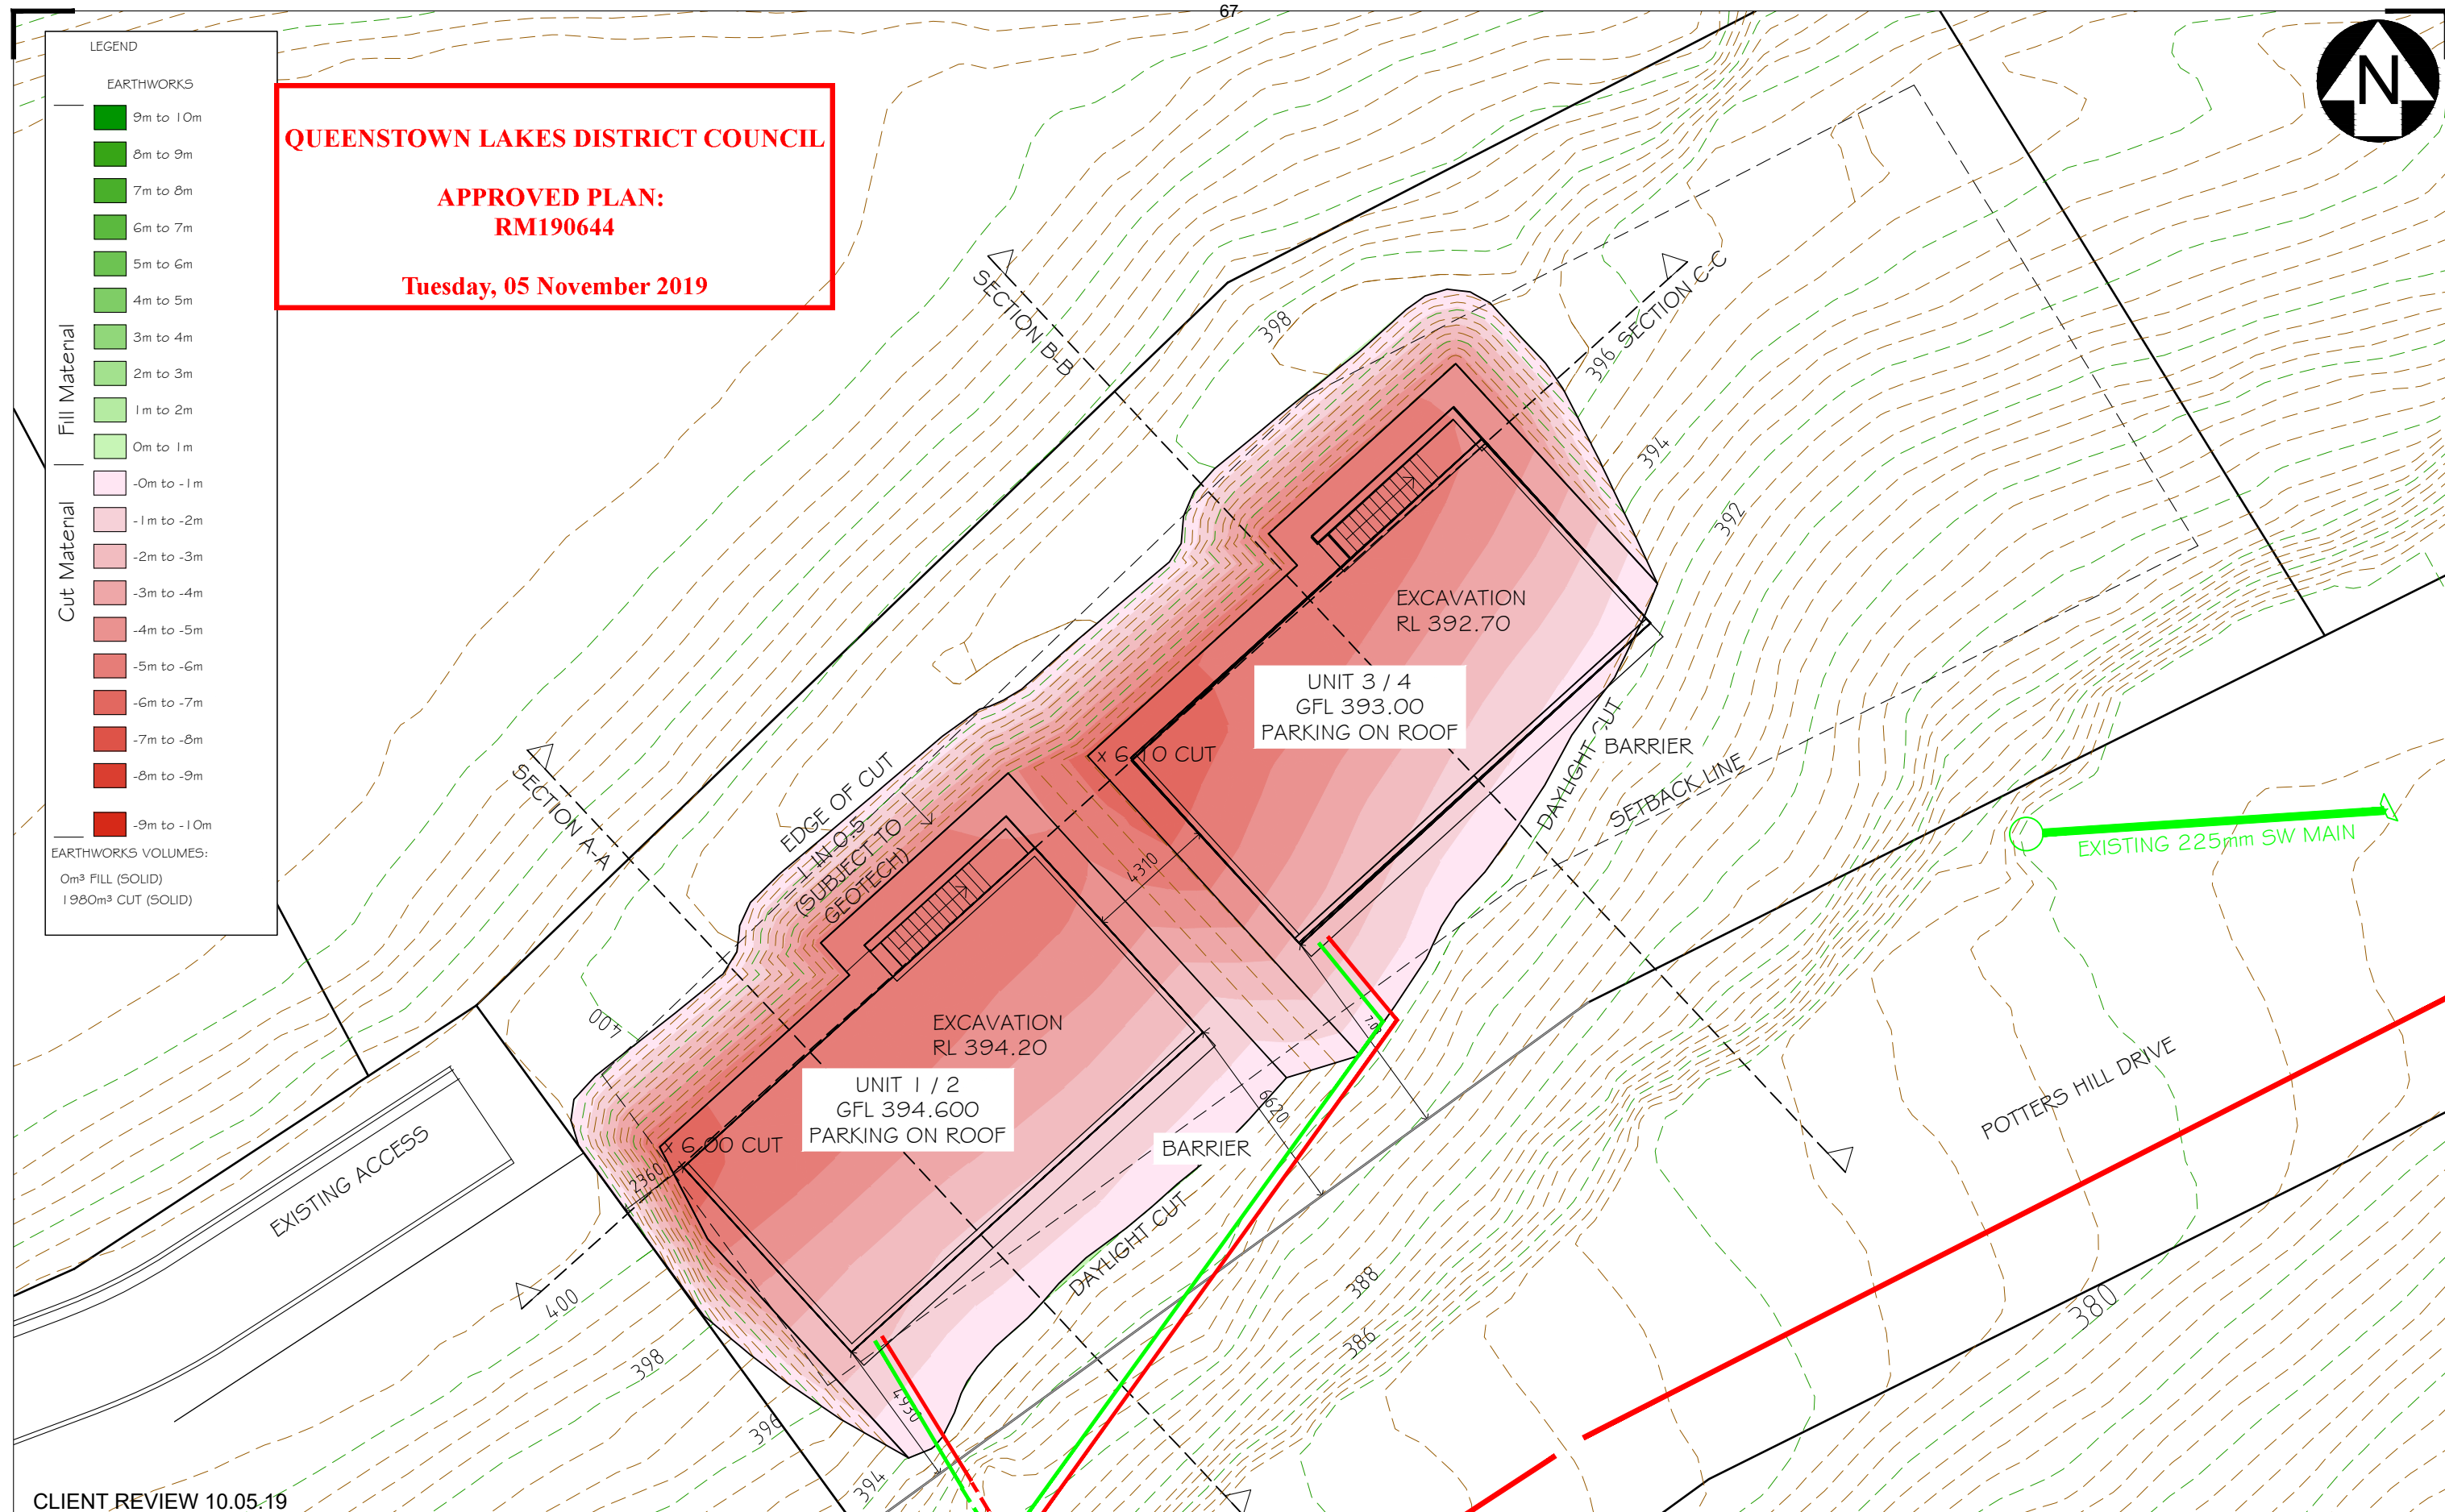 67
LEGEND
EARTHWORKS
Fill Material
9m to 10m
8m to 9m
7m to 8m
6m to 7m
5m to 6m
4m to 5m
3m to 4m
2m to 3m
1m to 2m
0m to 1m
Cut Material
-0m to -1m
-1m to -2m
-2m to -3m
-3m to -4m
-4m to -5m
-5m to -6m
-6m to -7m
-7m to -8m
-8m to -9m
-9m to -10m
EARTHWORKS VOLUMES:
0m³ FILL (SOLID)
1980m³ CUT (SOLID)
QUEENSTOWN LAKES DISTRICT COUNCIL
APPROVED PLAN:
RM190644
Tuesday, 05 November 2019
N
SECTION B-B
SECTION C-C
398
396
394
392
EXCAVATION
RL 392.70
UNIT 3 / 4
GFL 393.00
PARKING ON ROOF
x 6.10 CUT
BARRIER
DAYLIGHT CUT
SETBACK LINE
EXISTING 225mm SW MAIN
SECTION A-A
EDGE OF CUT
1 IN 0.5
(SUBJECT TO
GEOTECH)
4310
400
EXCAVATION
RL 394.20
UNIT 1 / 2
GFL 394.600
PARKING ON ROOF
x 6.00 CUT
2360
6620
BARRIER
DAYLIGHT CUT
EXISTING ACCESS
POTTERS HILL DRIVE
400
398
396
394
4930
388
386
380
CLIENT REVIEW 10.05.19